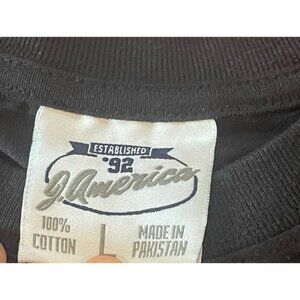 ESTABLISHED
'92
J. America
100% COTTON
L
MADE IN PAKISTAN